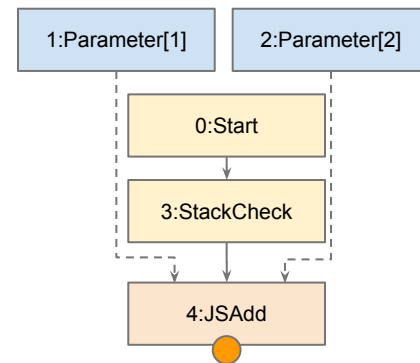 1:Parameter[1]
2:Parameter[2]
0:Start
3:StackCheck
4:JSAdd